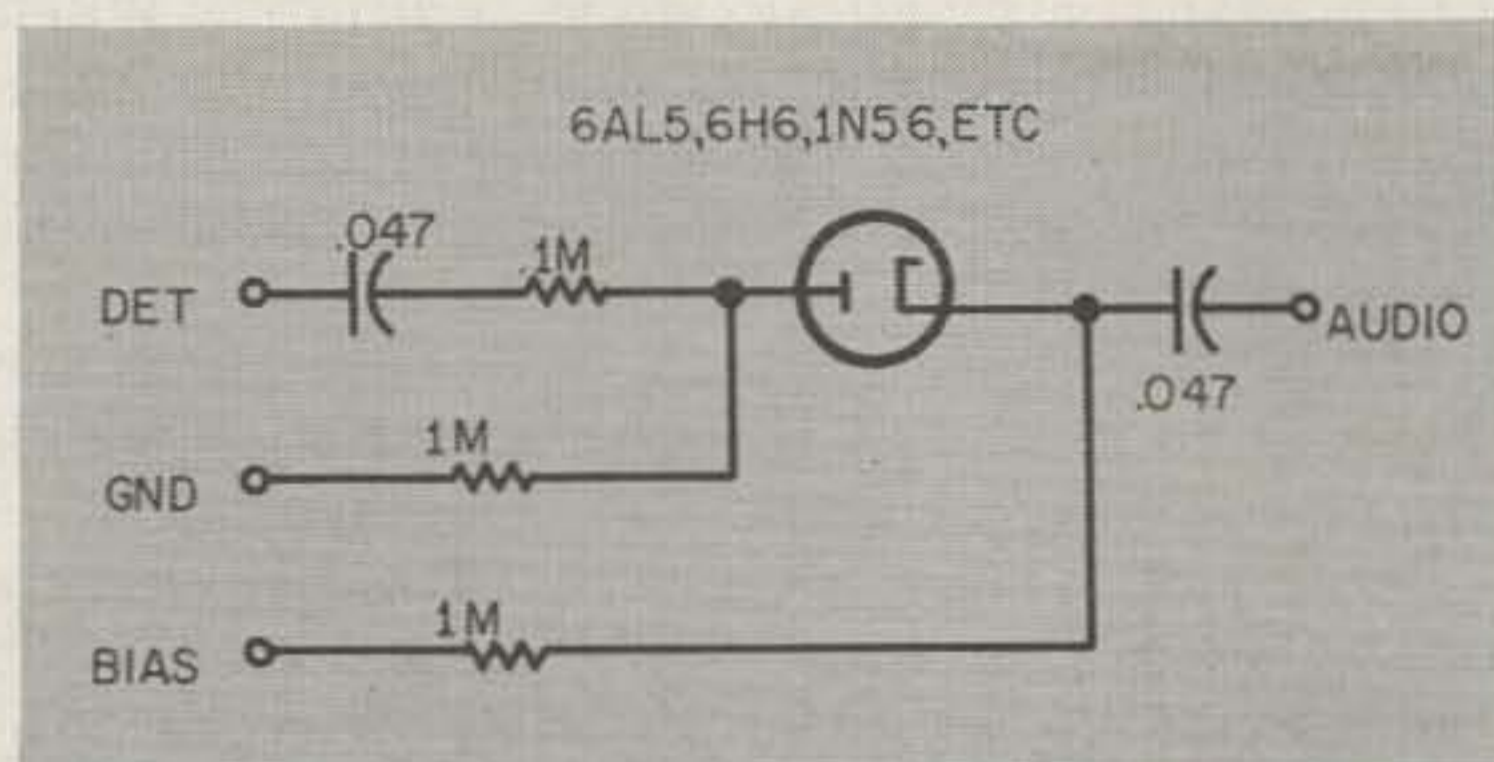 6AL5,6H6,1N56,ETC
.047
.1M
DET
AUDIO
.047
1M
GND
1M
BIAS